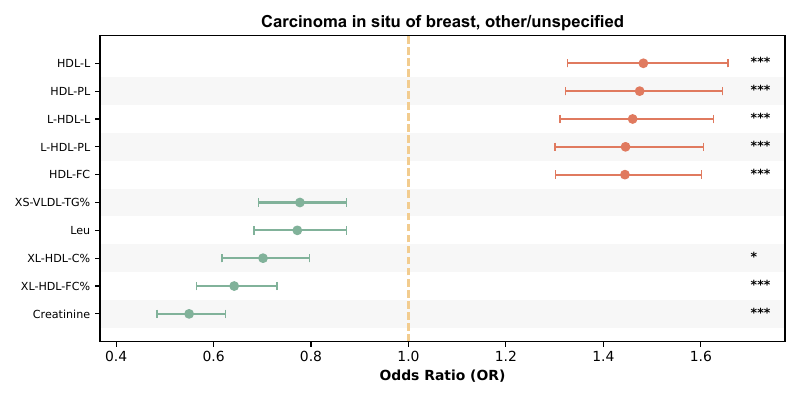 Carcinoma in situ of breast, other/unspecified
HDL-L ***
HDL-PL ***
L-HDL-L ***
L-HDL-PL ***
HDL-FC ***
XS-VLDL-TG%
Leu
XL-HDL-C% *
XL-HDL-FC% ***
Creatinine ***
0.4 0.6 0.8 1.0 1.2 1.4 1.6
Odds Ratio (OR)